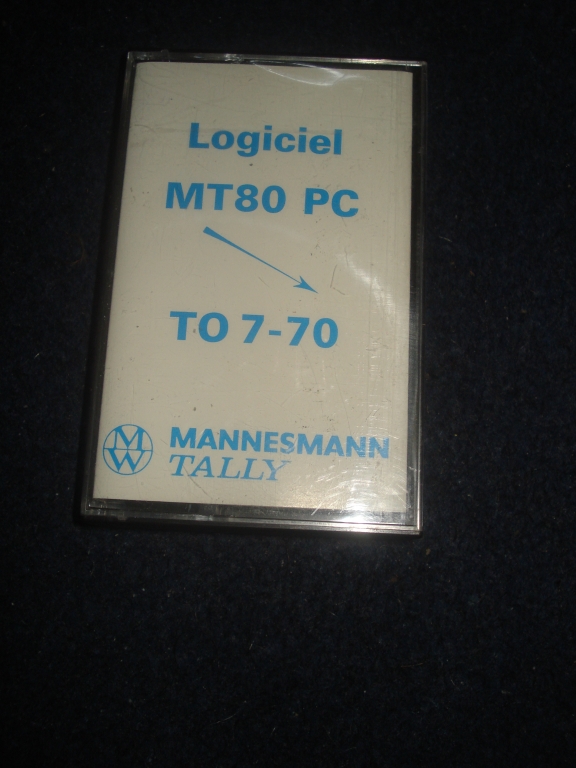 Logiciel
MT80 PC
TO 7-70
MW
MANNESMANN
TALLY